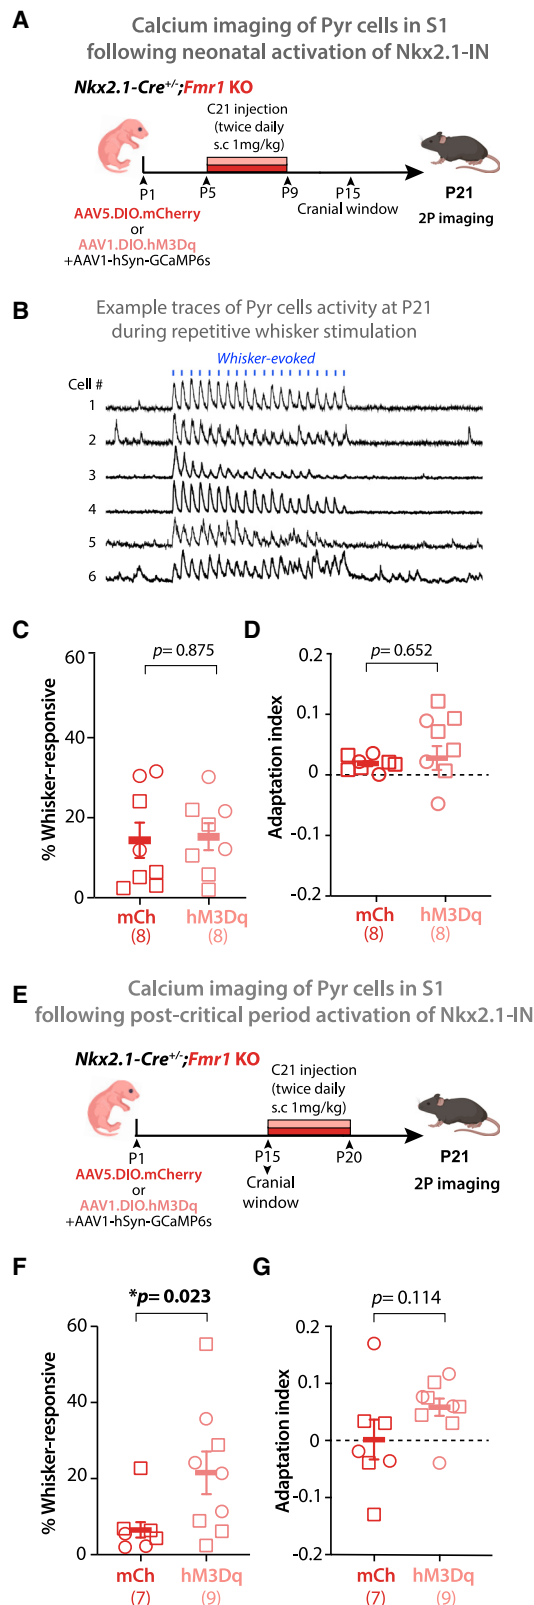 A
Calcium imaging of Pyr cells in S1
following neonatal activation of Nkx2.1-IN
Nkx2.1-Cre+/-;Fmr1 KO
C21 injection
(twice daily
s.c 1mg/kg)
P1
P5
P9
P15
Cranial window
P21
2P imaging
AAV5.DIO.mCherry
or
AAV1.DIO.hM3Dq
+AAV1-hSyn-GCaMP6s
B
Example traces of Pyr cells activity at P21
during repetitive whisker stimulation
Whisker-evoked
Cell #
1
2
3
4
5
6
C
p= 0.875
% Whisker-responsive
60
40
20
0
mCh
(8)
hM3Dq
(8)
D
p= 0.652
Adaptation index
0.2
0.1
0
-0.1
-0.2
mCh
(8)
hM3Dq
(8)
E
Calcium imaging of Pyr cells in S1
following post-critical period activation of Nkx2.1-IN
Nkx2.1-Cre+/-;Fmr1 KO
C21 injection
(twice daily
s.c 1mg/kg)
P1
P15
P20
Cranial
window
P21
2P imaging
AAV5.DIO.mCherry
or
AAV1.DIO.hM3Dq
+AAV1-hSyn-GCaMP6s
F
*p= 0.023
% Whisker-responsive
60
40
20
0
mCh
(7)
hM3Dq
(9)
G
p= 0.114
Adaptation index
0.2
0.1
0
-0.1
-0.2
mCh
(7)
hM3Dq
(9)